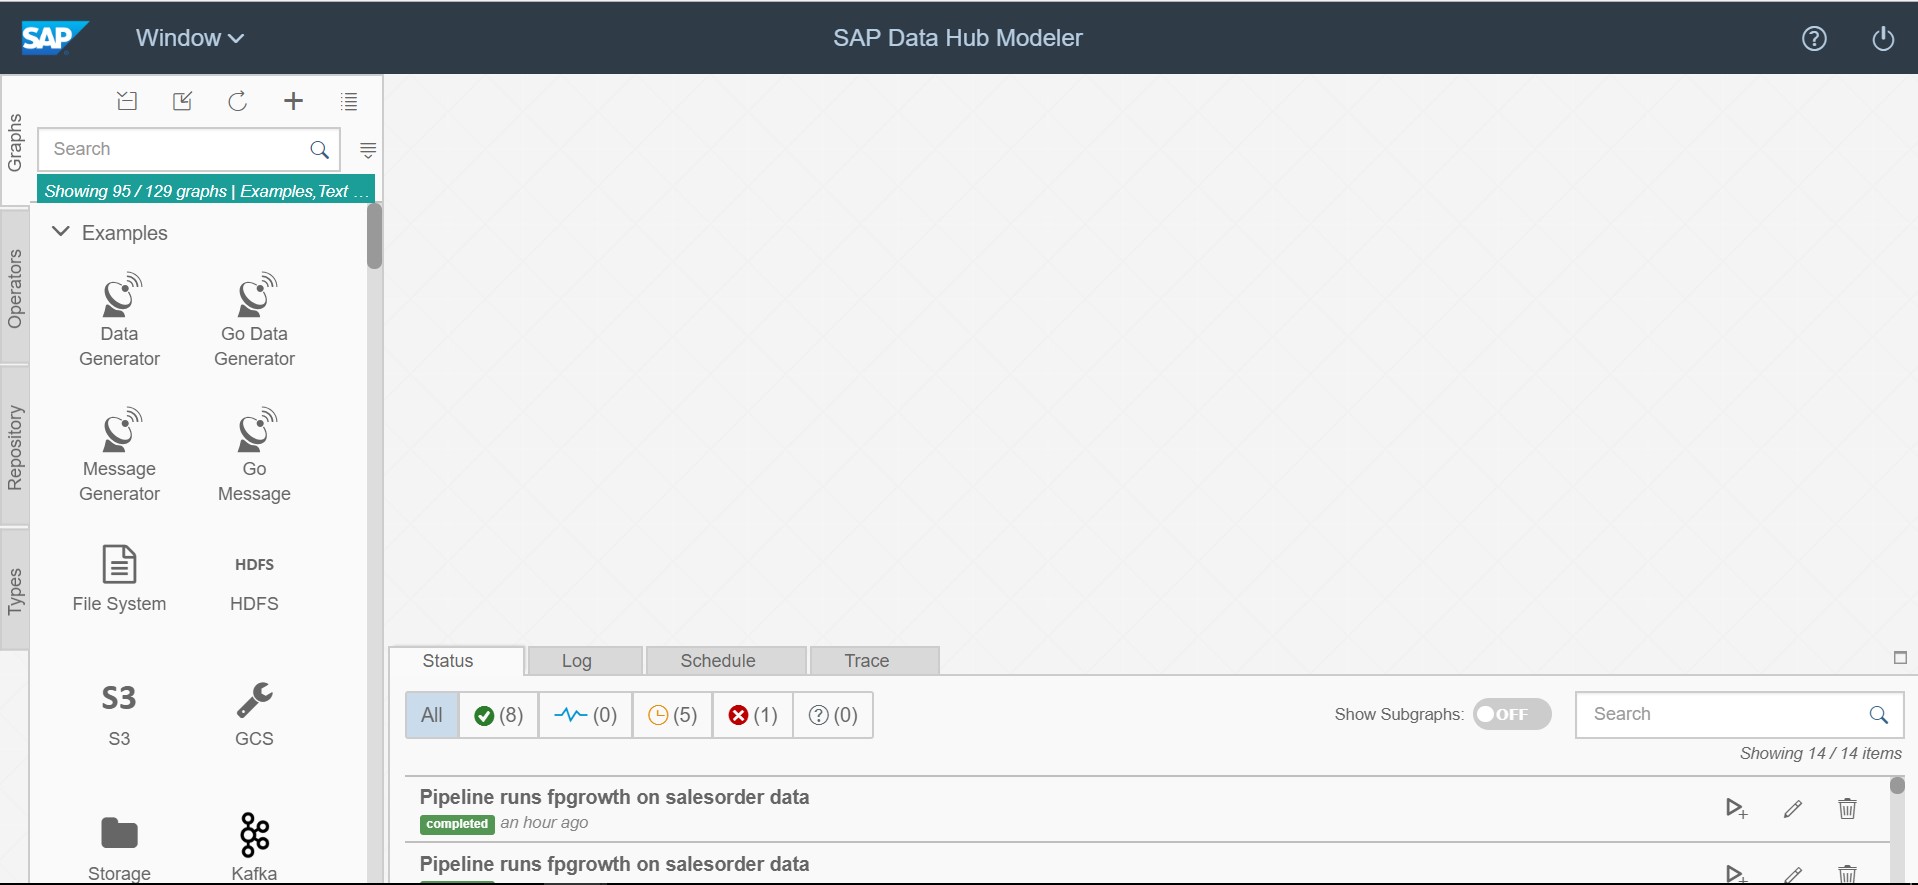 SAP
Window
SAP Data Hub Modeler
Graphs
Operators
Repository
Types
Search
Showing 95 / 129 graphs | Examples,Text ...
Examples
Data
Generator
Go Data
Generator
Message
Generator
Go
Message
File System
HDFS
HDFS
S3
S3
GCS
Storage
Kafka
Status
Log
Schedule
Trace
All
(8)
(0)
(5)
(1)
(0)
Show Subgraphs:
OFF
Search
Showing 14 / 14 items
Pipeline runs fpgrowth on salesorder data
completed an hour ago
Pipeline runs fpgrowth on salesorder data